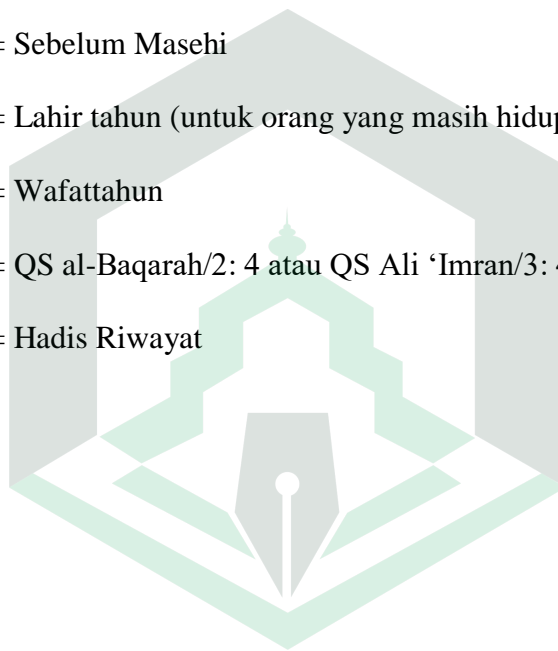 = Sebelum Masehi
= Lahir tahun (untuk orang yang masih hidup
= Wafattahun
= QS al-Baqarah/2: 4 atau QS Ali ‘Imran/3: 4
= Hadis Riwayat